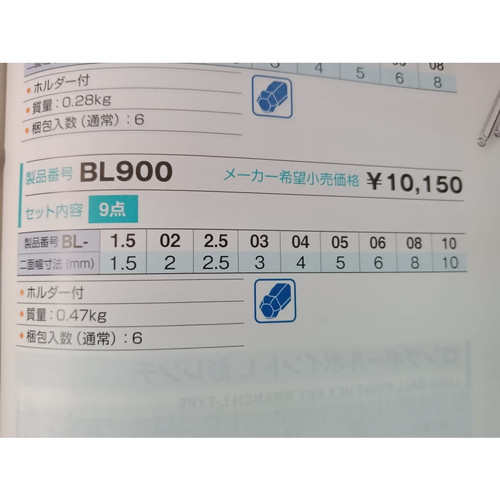 3 4 5 6 8
・ホルダー付
・質量：0.28kg
・梱包入数（通常）：6
製品番号 BL900 メーカー希望小売価格 ￥10,150
セット内容 9点
製品番号 BL- 1.5 02 2.5 03 04 05 06 08 10
二面幅寸法(mm) 1.5 2 2.5 3 4 5 6 8 10
・ホルダー付
・質量：0.47kg
・梱包入数（通常）：6